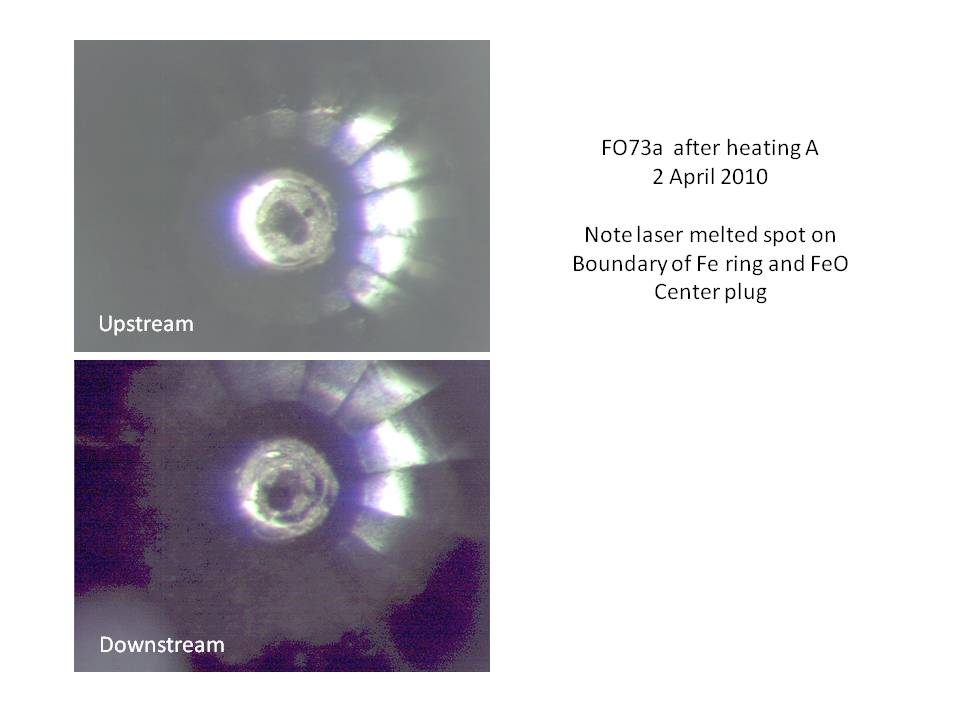 FO73a after heating A
2 April 2010
Note laser melted spot on
Boundary of Fe ring and FeO
Center plug
Upstream
Downstream